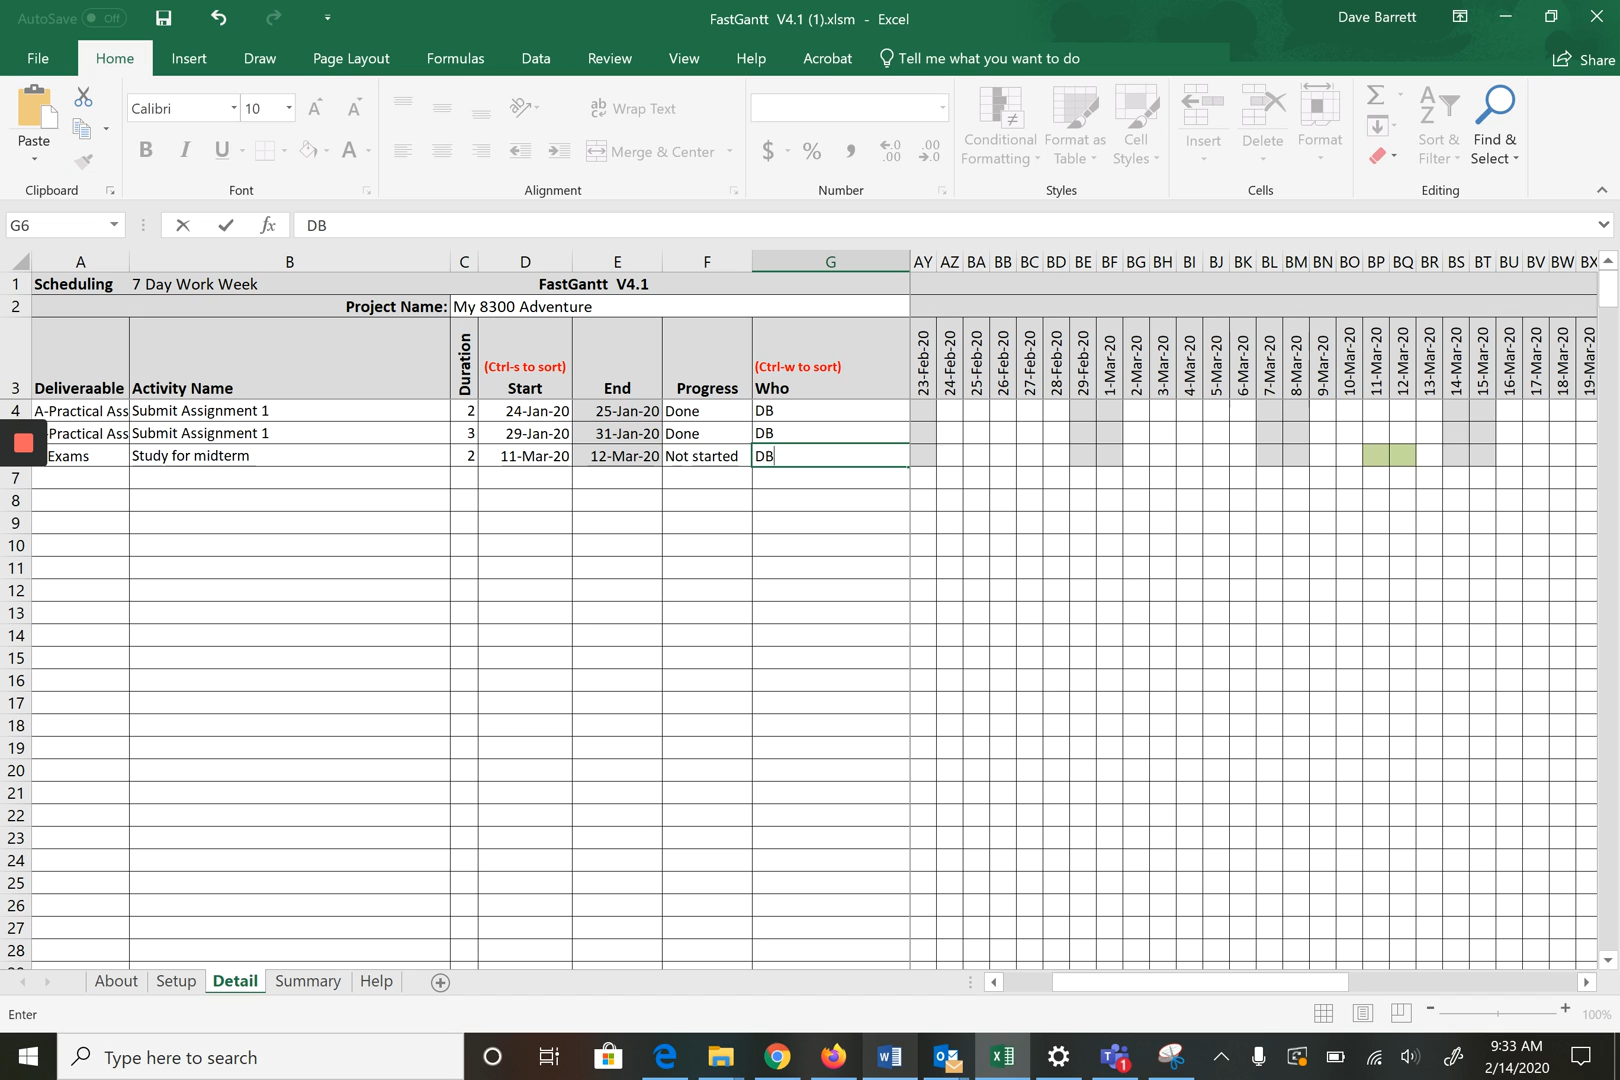 AutoSave Off
FastGantt V4.1 (1).xlsm - Excel
Dave Barrett
File Home Insert Draw Page Layout Formulas Data Review View Help Acrobat Tell me what you want to do Share
Paste
Calibri 10
B I U A
ab Wrap Text
Merge & Center
$ % ,
Conditional Formatting
Format as Table
Cell Styles
Insert
Delete
Format
Sort & Filter
Find & Select
Clipboard Font Alignment Number Styles Cells Editing
G6 fx DB
A B C D E F G AY AZ BA BB BC BD BE BF BG BH BI BJ BK BL BM BN BO BP BQ BR BS BT BU BV BW BX
1 Scheduling 7 Day Work Week FastGantt V4.1
2 Project Name: My 8300 Adventure
(Ctrl-s to sort) (Ctrl-w to sort)
3 Deliveraable Activity Name Duration Start End Progress Who 23-Feb-20 24-Feb-20 25-Feb-20 26-Feb-20 27-Feb-20 28-Feb-20 29-Feb-20 1-Mar-20 2-Mar-20 3-Mar-20 4-Mar-20 5-Mar-20 6-Mar-20 7-Mar-20 8-Mar-20 9-Mar-20 10-Mar-20 11-Mar-20 12-Mar-20 13-Mar-20 14-Mar-20 15-Mar-20 16-Mar-20 17-Mar-20 18-Mar-20 19-Mar-20
4 A-Practical Ass Submit Assignment 1 2 24-Jan-20 25-Jan-20 Done DB
-Practical Ass Submit Assignment 1 3 29-Jan-20 31-Jan-20 Done DB
Exams Study for midterm 2 11-Mar-20 12-Mar-20 Not started DB
7
8
9
10
11
12
13
14
15
16
17
18
19
20
21
22
23
24
25
26
27
28
About Setup Detail Summary Help
Enter
100%
Type here to search
1
9:33 AM
2/14/2020